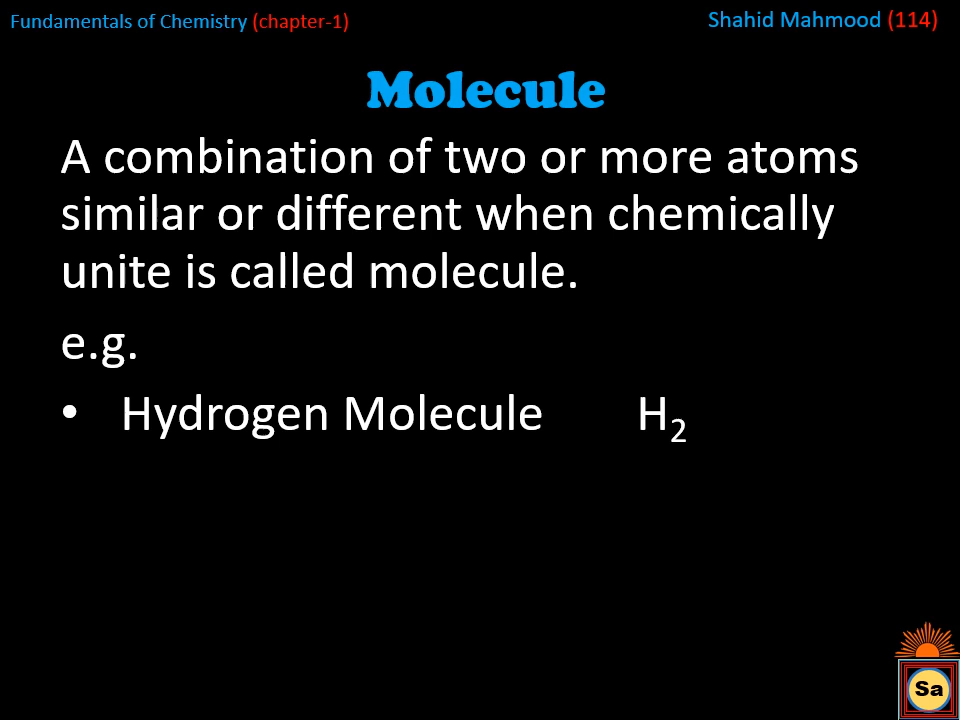 Fundamentals of Chemistry (chapter-1)
Shahid Mahmood (114)
Molecule
A combination of two or more atoms
similar or different when chemically
unite is called molecule.
e.g.
• Hydrogen Molecule H₂
Sa